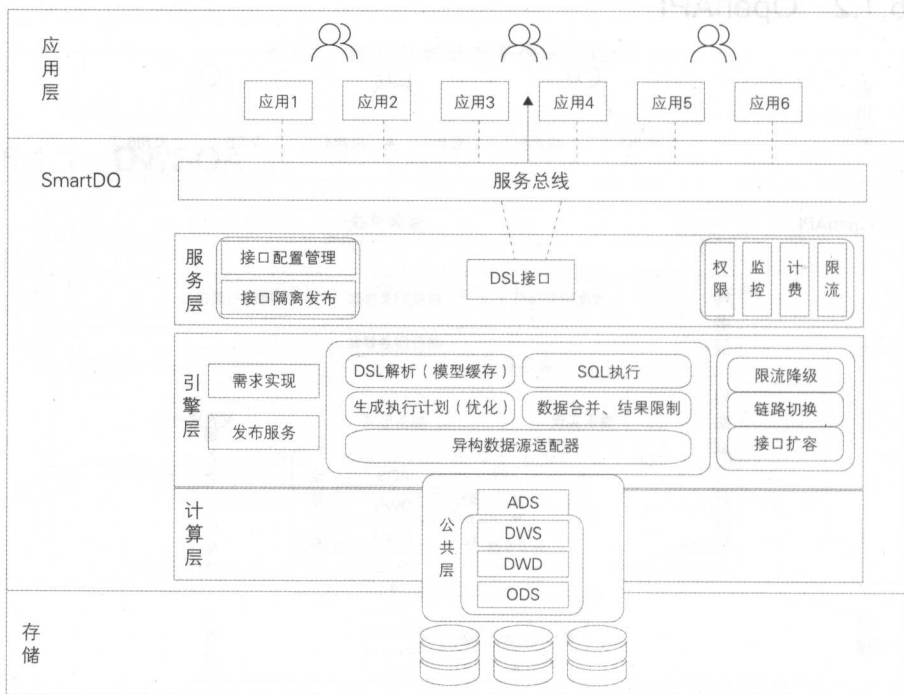 应用层
应用1
应用2
应用3
应用4
应用5
应用6
SmartDQ
服务总线
服务层
接口配置管理
接口隔离发布
DSL接口
权限
监控
计费
限流
引擎层
需求实现
发布服务
DSL解析（模型缓存）
SQL执行
生成执行计划（优化）
数据合并、结果限制
异构数据源适配器
限流降级
链路切换
接口扩容
计算层
公共层
ADS
DWS
DWD
ODS
存储